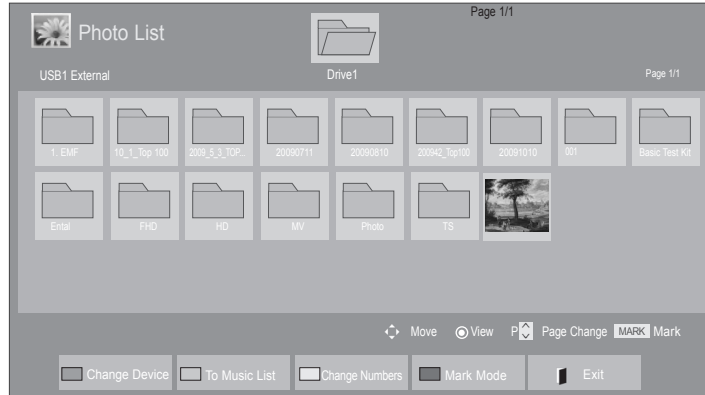 Page 1/1
Photo List
USB1 External
Drive1
Page 1/1
1. EMF
10_1_Top 100
2009_5_3_TOP..
20090711
20090810
200942_Top100
20091010
001
Basic Test Kit
Ental
FHD
HD
MV
Photo
TS
Move
View
P
Page Change
MARK
Mark
Change Device
To Music List
Change Numbers
Mark Mode
Exit